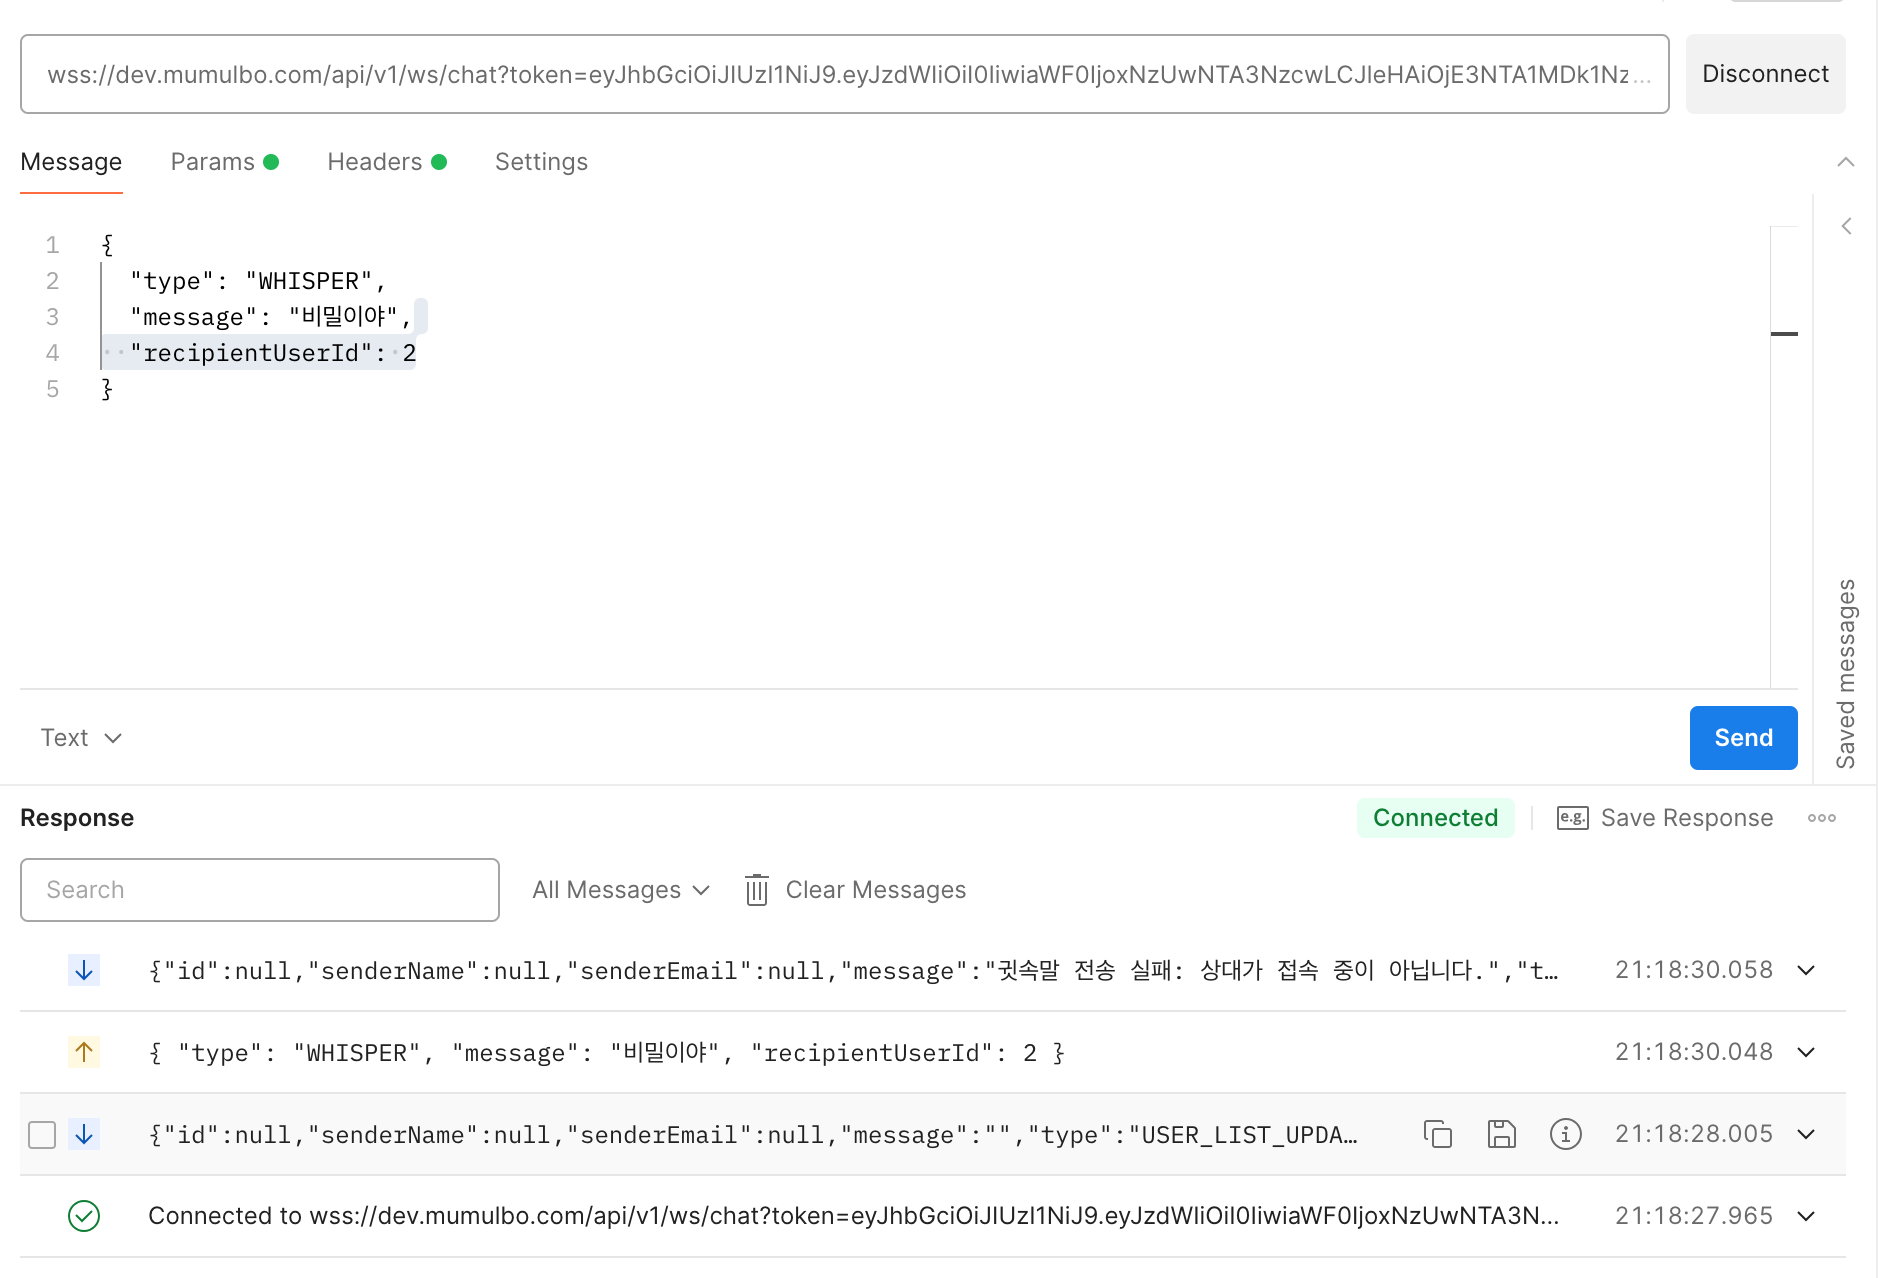 wss://dev.mumulbo.com/api/v1/ws/chat?token=eyJhbGciOiJIUzI1NiJ9.eyJzdWIiOiI0IiwiaWF0IjoxNzUwNTA3NzcwLCJleHAiOjE3NTA1MDk1Nz...
Disconnect
Message Params Headers Settings
1 {
2 "type": "WHISPER",
3 "message": "비밀이야",
4 "recipientUserId": 2
5 }
Saved messages
Text
Send
Response
Connected
e.g. Save Response
Search
All Messages
Clear Messages
{"id":null,"senderName":null,"senderEmail":null,"message":"귓속말 전송 실패: 상대가 접속 중이 아닙니다.","t… 21:18:30.058
{ "type": "WHISPER", "message": "비밀이야", "recipientUserId": 2 } 21:18:30.048
{"id":null,"senderName":null,"senderEmail":null,"message":"","type":"USER_LIST_UPDA… 21:18:28.005
Connected to wss://dev.mumulbo.com/api/v1/ws/chat?token=eyJhbGciOiJIUzI1NiJ9.eyJzdWIiOiI0IiwiaWF0IjoxNzUwNTA3N... 21:18:27.965